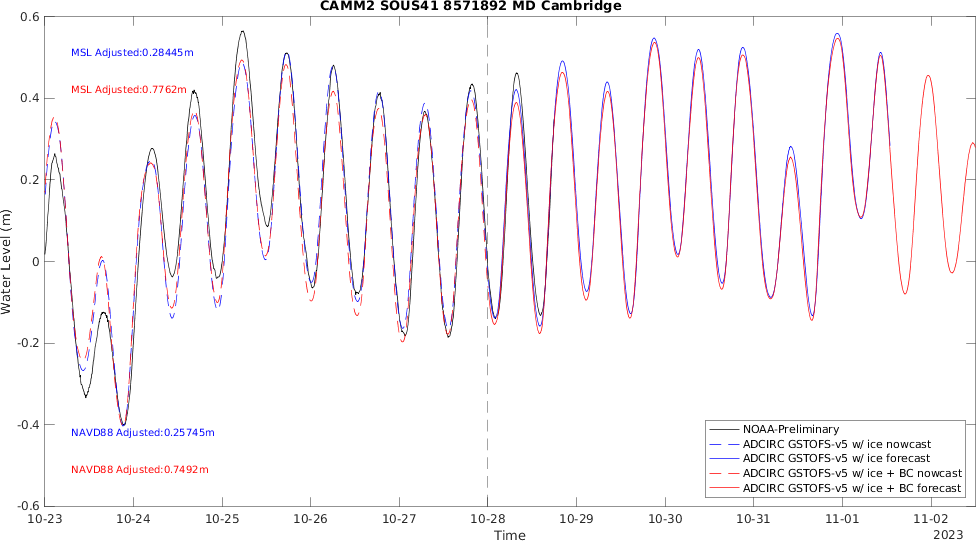 CAMM2 SOUS41 8571892 MD Cambridge
0.6
MSL Adjusted:0.28445m
MSL Adjusted:0.7762m
0.4
0.2
0
-0.2
-0.4
-0.6
Water Level (m)
NAVD88 Adjusted:0.25745m
NAVD88 Adjusted:0.7492m
NOAA-Preliminary
ADCIRC GSTOFS-v5 w/ ice nowcast
ADCIRC GSTOFS-v5 w/ ice forecast
ADCIRC GSTOFS-v5 w/ ice + BC nowcast
ADCIRC GSTOFS-v5 w/ ice + BC forecast
10-23 10-24 10-25 10-26 10-27 10-28 10-29 10-30 10-31 11-01 11-02
Time
2023